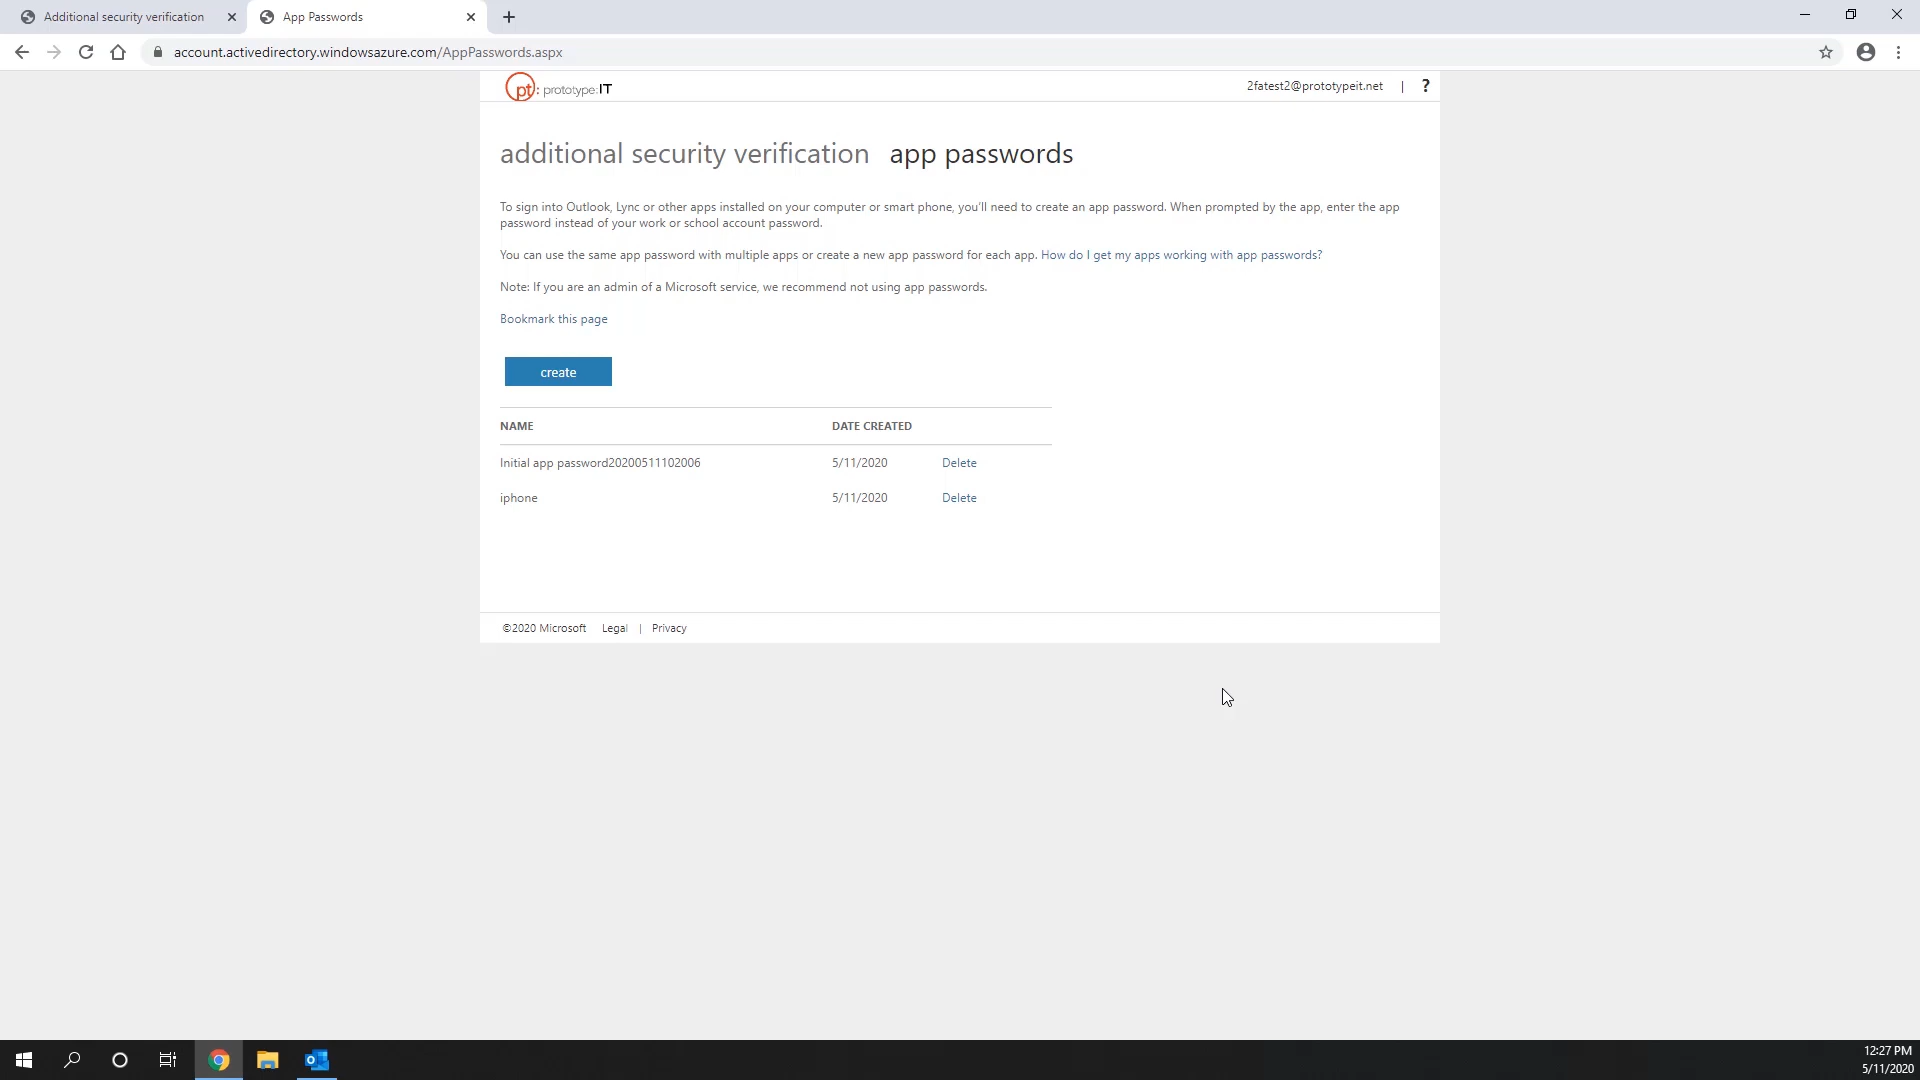 Additional security verification
App Passwords
account.activedirectory.windowsazure.com/AppPasswords.aspx
pt: prototype:IT
2fatest2@prototypeit.net | ?
additional security verification app passwords
To sign into Outlook, Lync or other apps installed on your computer or smart phone, you'll need to create an app password. When prompted by the app, enter the app
password instead of your work or school account password.
You can use the same app password with multiple apps or create a new app password for each app. How do I get my apps working with app passwords?
Note: If you are an admin of a Microsoft service, we recommend not using app passwords.
Bookmark this page
create
NAME DATE CREATED
Initial app password20200511102006 5/11/2020 Delete
iphone 5/11/2020 Delete
©2020 Microsoft Legal | Privacy
12:27 PM
5/11/2020